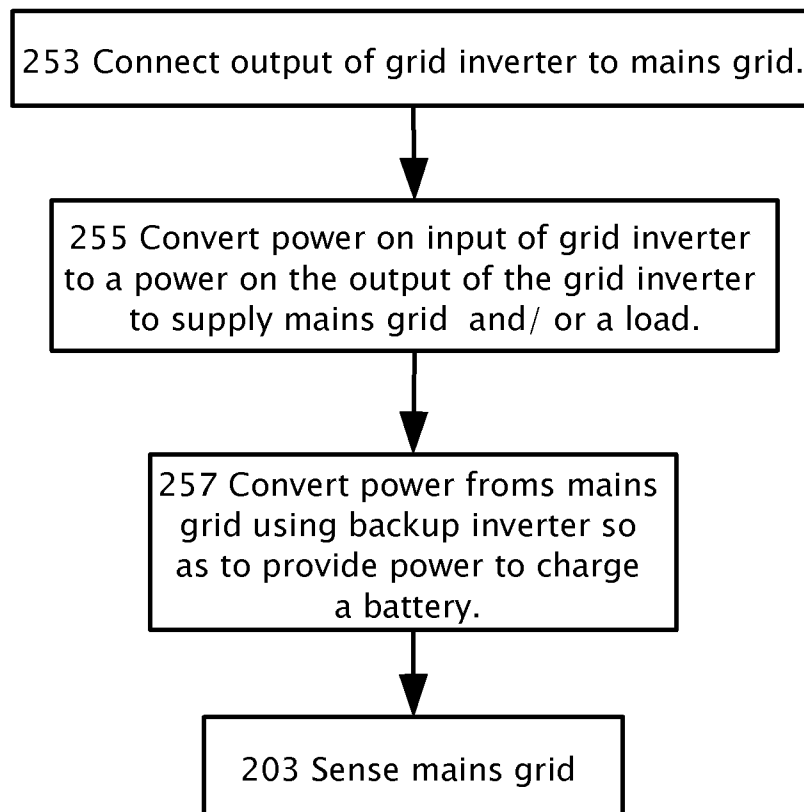 253 Connect output of grid inverter to mains grid.
255 Convert power on input of grid inverter
to a power on the output of the grid inverter
to supply mains grid and/ or a load.
257 Convert power froms mains
grid using backup inverter so
as to provide power to charge
a battery.
203 Sense mains grid